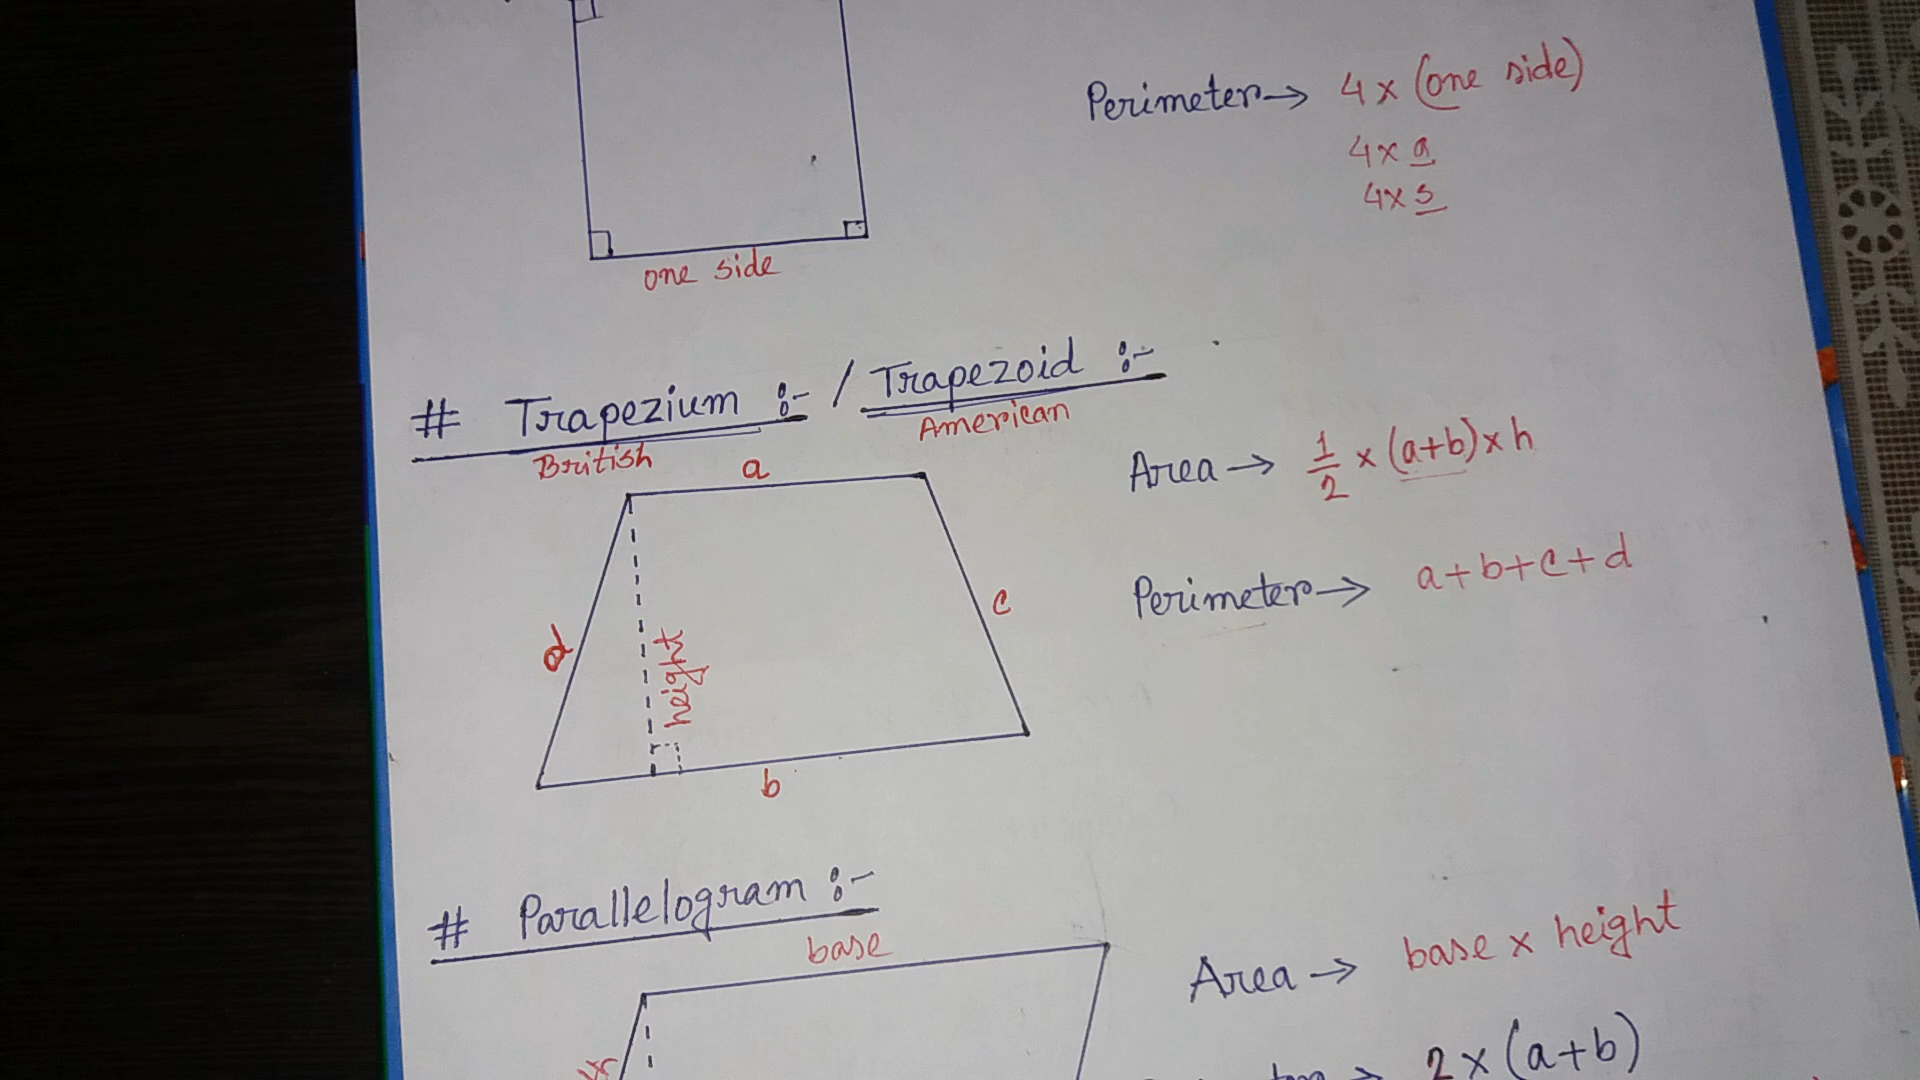 Perimeter → 4 × (one side)
4 × a
4 × s
one side
# Trapezium :- / Trapezoid :-
British
American
a
Area → 1/2 × (a+b) × h
Perimeter → a+b+c+d
d
height
c
b
# Parallelogram :-
base
Area → base × height
2 × (a+b)